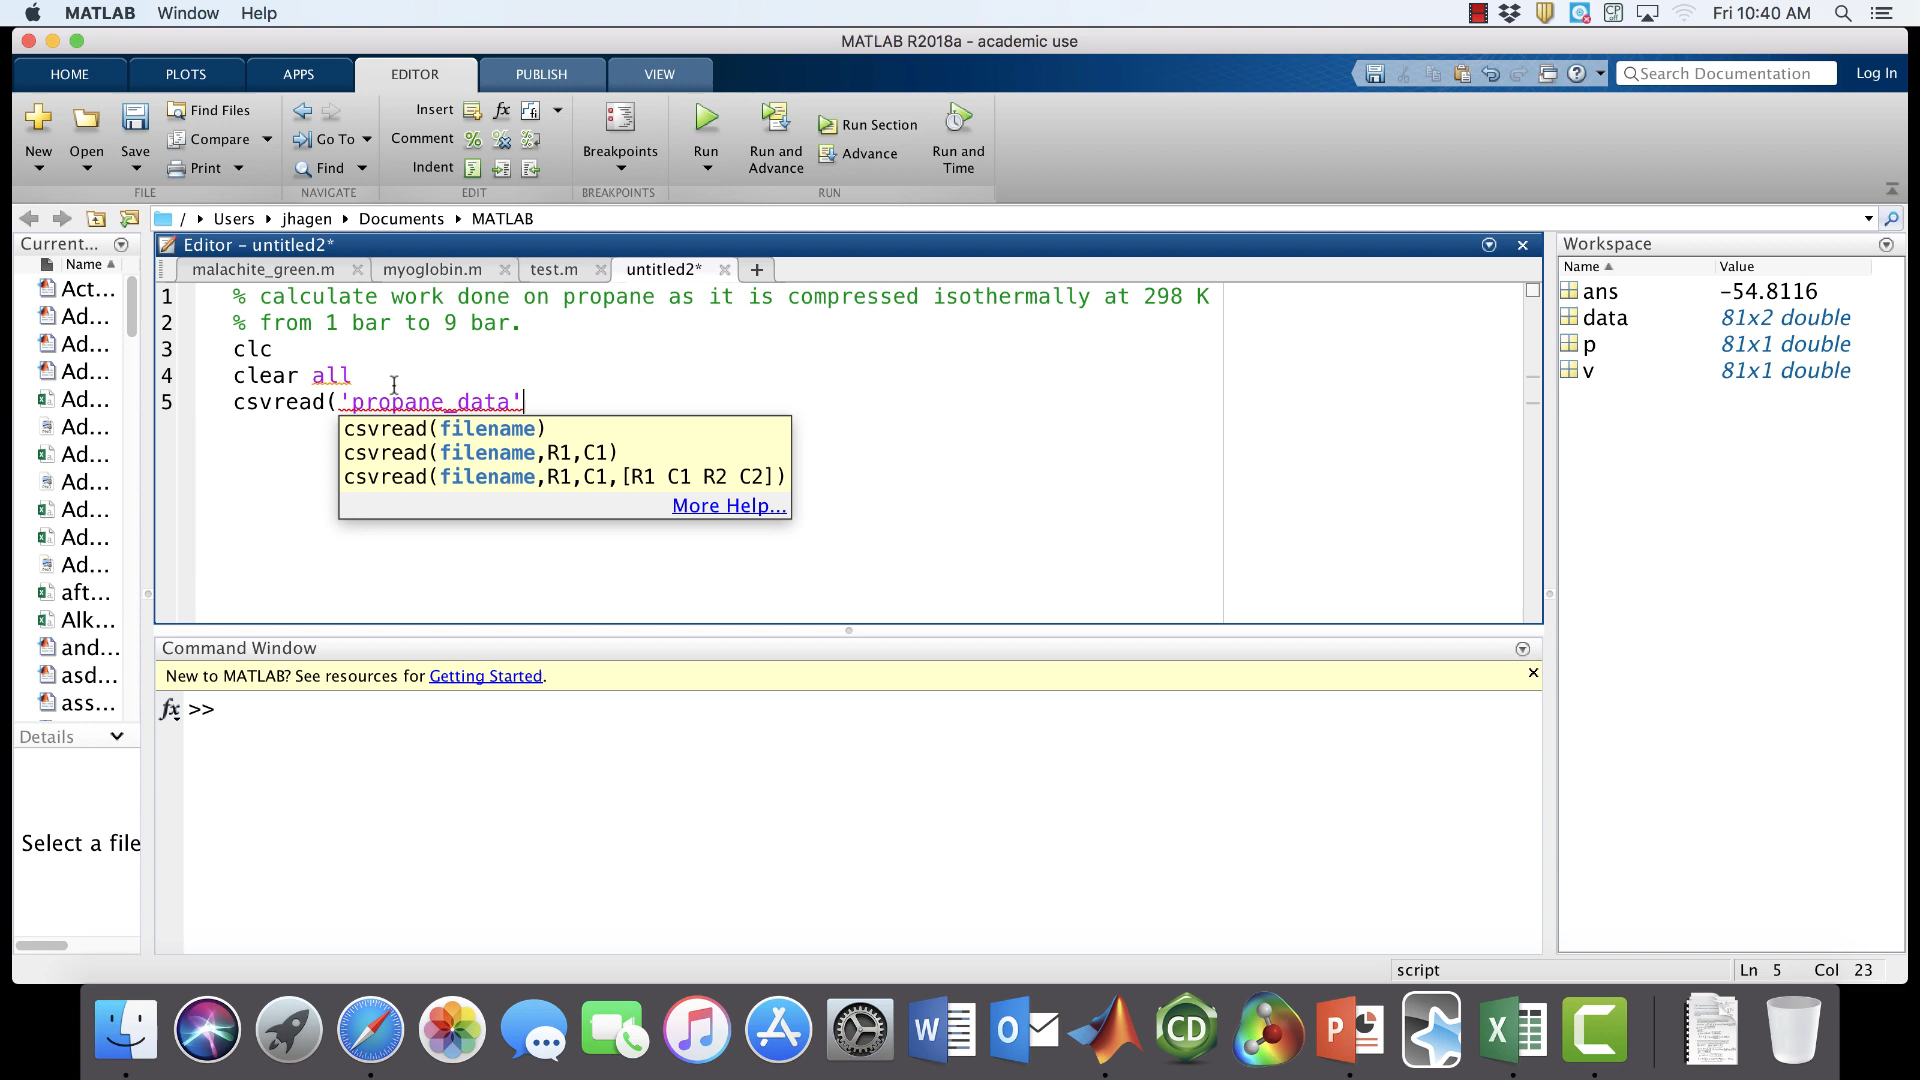 MATLAB Window Help
CP Fri 10:40 AM
MATLAB R2018a - academic use
HOME PLOTS APPS EDITOR PUBLISH VIEW
Search Documentation Log In
New Open Save Find Files Compare Print
Go To Find
Insert fx
Comment
Indent
Breakpoints
Run Run and Advance Run Section Advance Run and Time
FILE NAVIGATE EDIT BREAKPOINTS RUN
/ Users jhagen Documents MATLAB
Current... 
Name
Act...
Ad...
Ad...
Ad...
Ad...
Ad...
Ad...
Ad...
Ad...
Ad...
Ad...
aft...
Alk...
and...
asd...
ass...
Details
Select a file
Editor - untitled2*
malachite_green.m myoglobin.m test.m untitled2* +
1 % calculate work done on propane as it is compressed isothermally at 298 K
2 % from 1 bar to 9 bar.
3 clc
4 clear all
5 csvread('propane_data'
csvread(filename)
csvread(filename,R1,C1)
csvread(filename,R1,C1,[R1 C1 R2 C2])
More Help...
Command Window
New to MATLAB? See resources for Getting Started.
fx >>
Workspace
Name Value
ans -54.8116
data 81x2 double
p 81x1 double
v 81x1 double
script Ln 5 Col 23
W O CD P X C